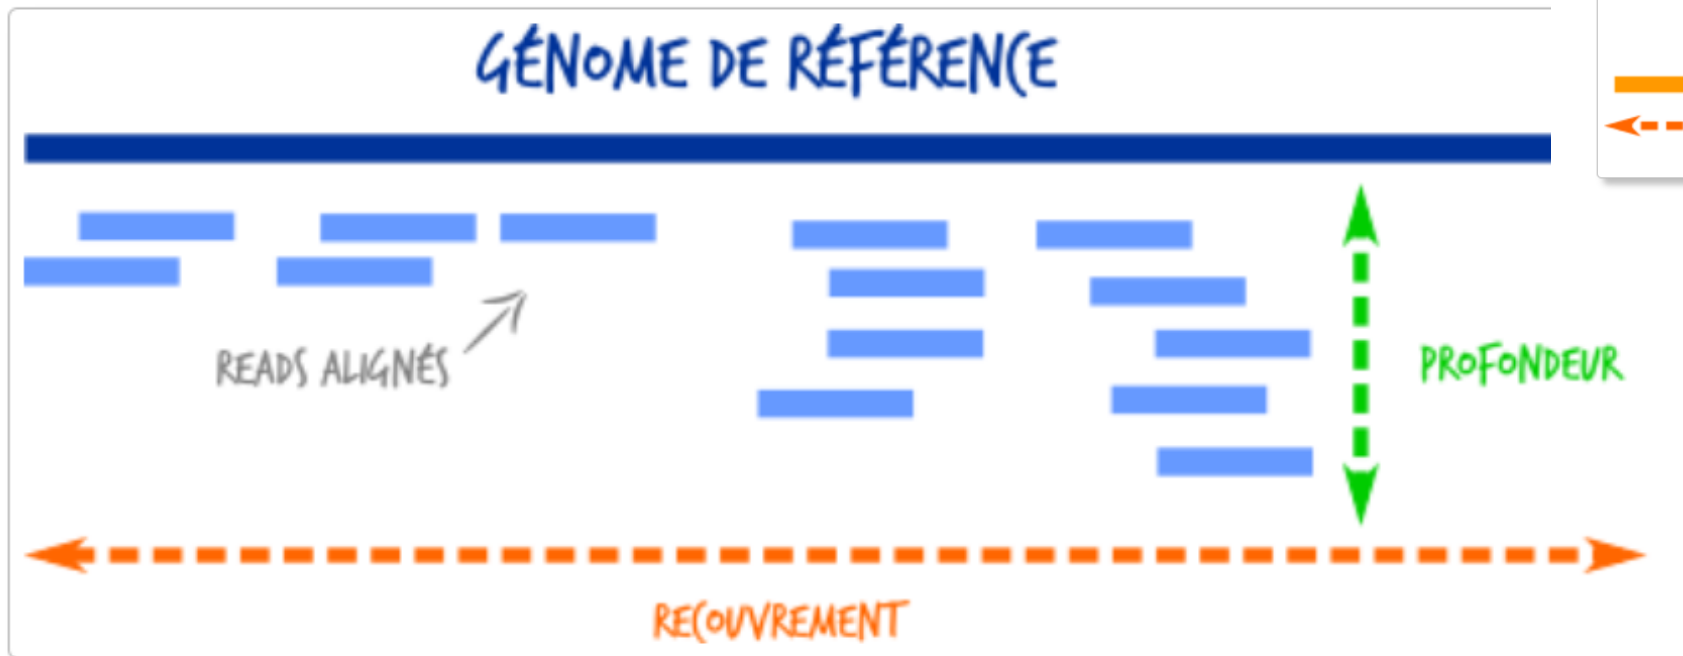 GÉNOME DE RÉFÉRENCE
READS ALIGNÉS
PROFONDEUR
RECOUVREMENT